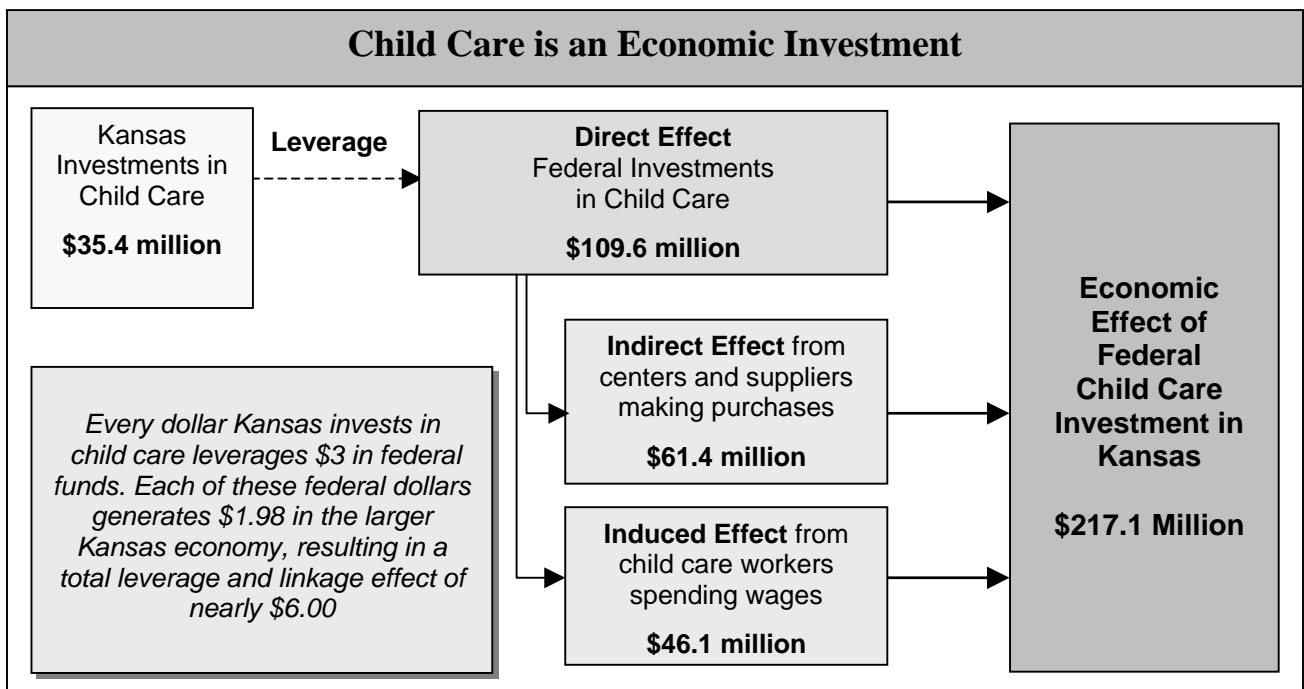 Child Care is an Economic Investment
Kansas
Investments in
Child Care
$35.4 million
Leverage
Direct Effect
Federal Investments
in Child Care
$109.6 million
Indirect Effect from
centers and suppliers
making purchases
$61.4 million
Induced Effect from
child care workers
spending wages
$46.1 million
Economic
Effect of
Federal
Child Care
Investment in
Kansas
$217.1 Million
Every dollar Kansas invests in
child care leverages $3 in federal
funds. Each of these federal dollars
generates $1.98 in the larger
Kansas economy, resulting in a
total leverage and linkage effect of
nearly $6.00